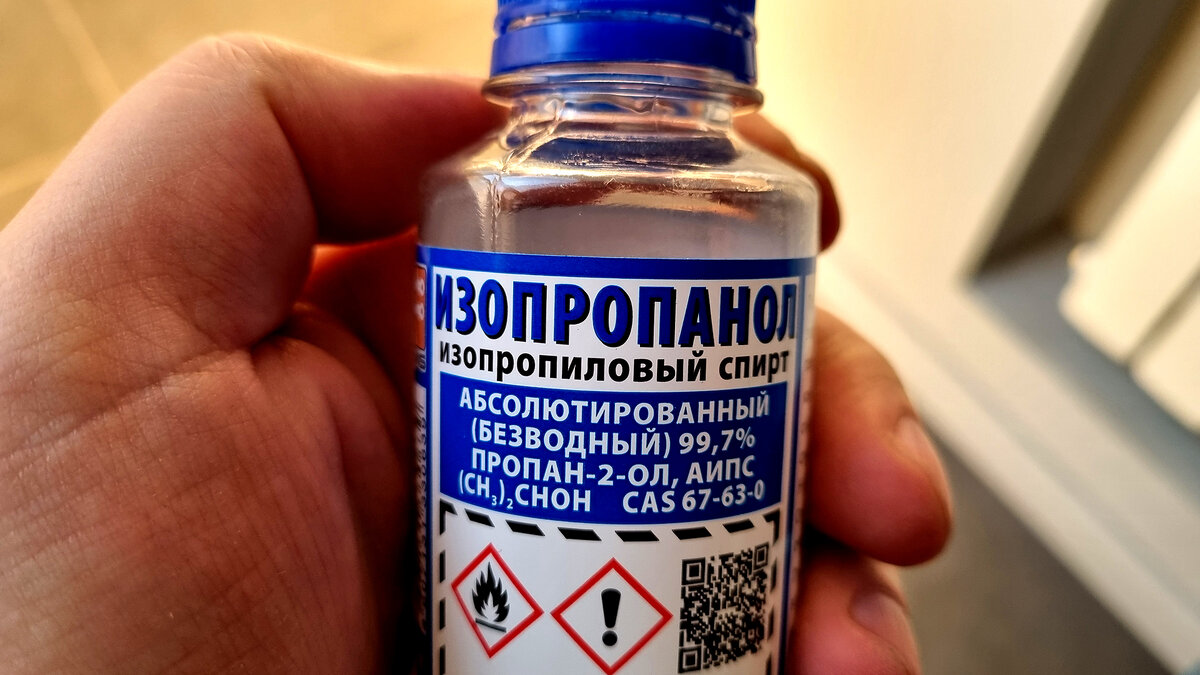 ИЗОПРОПАНОЛ
изопропиловый спирт
АБСОЛЮТИРОВАННЫЙ
(БЕЗВОДНЫЙ) 99,7%
ПРОПАН-2-ОЛ, АИПС
(CH₃)₂CHOH CAS 67-63-0